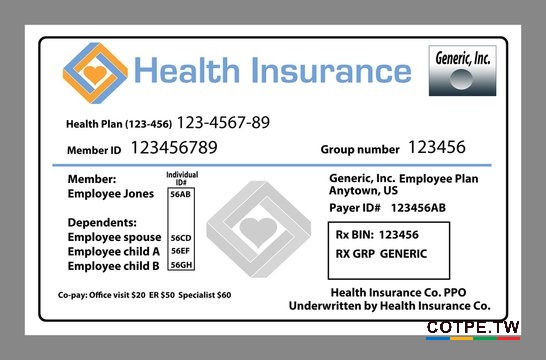 Health Insurance
Generic, Inc.
Health Plan (123-456) 123-4567-89
Member ID 123456789
Group number 123456
Member:
Individual
ID#
Employee Jones 56AB
Dependents:
Employee spouse 56CD
Employee child A 56EF
Employee child B 56GH
Generic, Inc. Employee Plan
Anytown, US
Payer ID# 123456AB
Rx BIN: 123456
RX GRP GENERIC
Co-pay: Office visit $20 ER $50 Specialist $60
Health Insurance Co. PPO
Underwritten by Health Insurance Co.
COTPE.TW